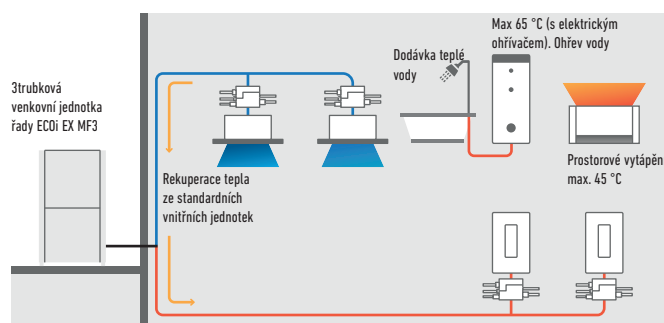 3trubková
venkovní jednotka
řady ECOi EX MF3
Rekuperace tepla
ze standardních
vnitřních jednotek
Dodávka teplé
vody
Max 65 °C (s elektrickým
ohřívačem). Ohřev vody
Prostorové vytápěn
max. 45 °C